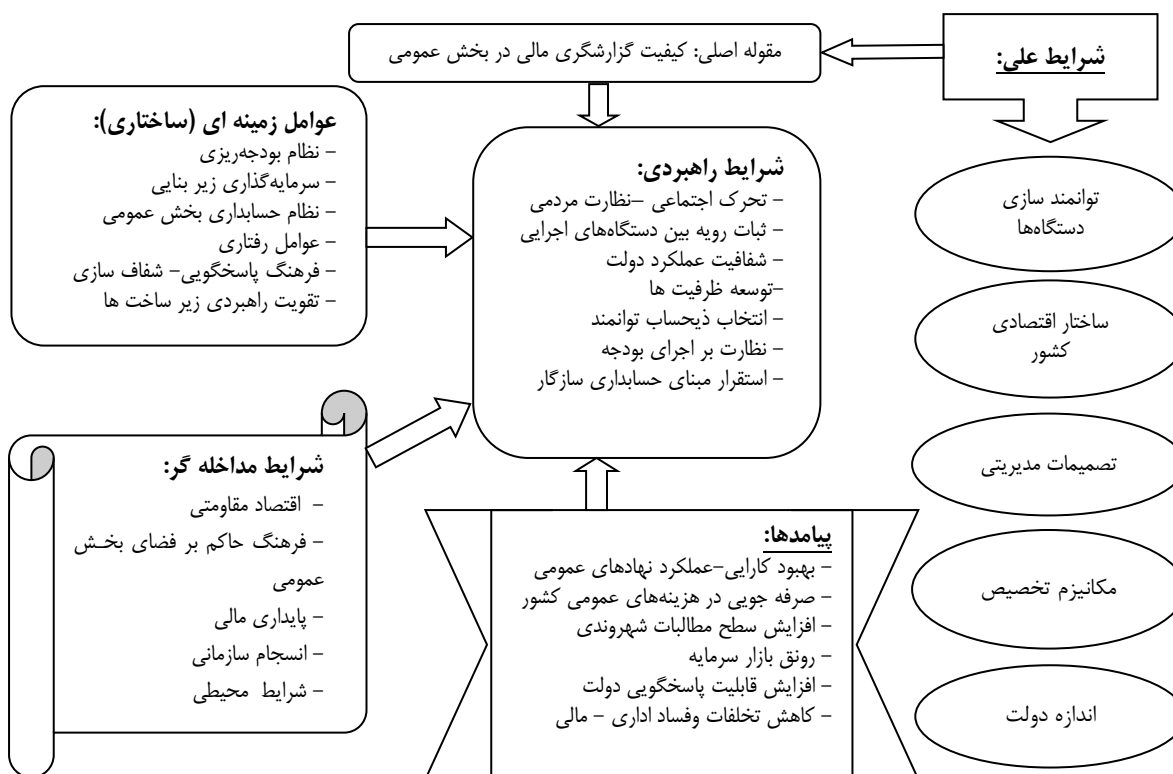 شرایط علی:
مقوله اصلی: کیفیت گزارشگری مالی در بخش عمومی
توانمند سازی
دستگاه‌ها
ساختار اقتصادی
کشور
تصمیمات مدیریتی
مکانیزم تخصیص
اندازه دولت
شرایط راهبردی:
– تحرک اجتماعی –نظارت مردمی
– ثبات رویه بین دستگاه‌های اجرایی
– شفافیت عملکرد دولت
–توسعه ظرفیت ها
– انتخاب ذیحساب توانمند
– نظارت بر اجرای بودجه
– استقرار مبنای حسابداری سازگار
عوامل زمینه ای (ساختاری):
– نظام بودجه‌ریزی
– سرمایه‌گذاری زیر بنایی
– نظام حسابداری بخش عمومی
– عوامل رفتاری
– فرهنگ پاسخگویی– شفاف سازی
– تقویت راهبردی زیر ساخت ها
شرایط مداخله گر:
– اقتصاد مقاومتی
– فرهنگ حاکم بر فضای بخش
عمومی
– پایداری مالی
– انسجام سازمانی
– شرایط محیطی
پیامدها:
– بهبود کارایی–عملکرد نهادهای عمومی
– صرفه جویی در هزینه‌های عمومی کشور
– افزایش سطح مطالبات شهروندی
– رونق بازار سرمایه
– افزایش قابلیت پاسخگویی دولت
– کاهش تخلفات وفساد اداری – مالی